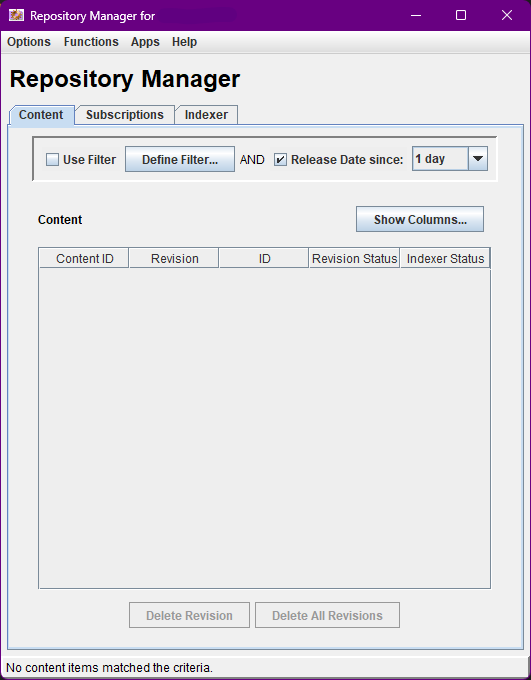 Repository Manager for
Options Functions Apps Help
Repository Manager
Content Subscriptions Indexer
Use Filter Define Filter... AND Release Date since: 1 day
Content Show Columns...
Content ID Revision ID Revision Status Indexer Status
Delete Revision Delete All Revisions
No content items matched the criteria.